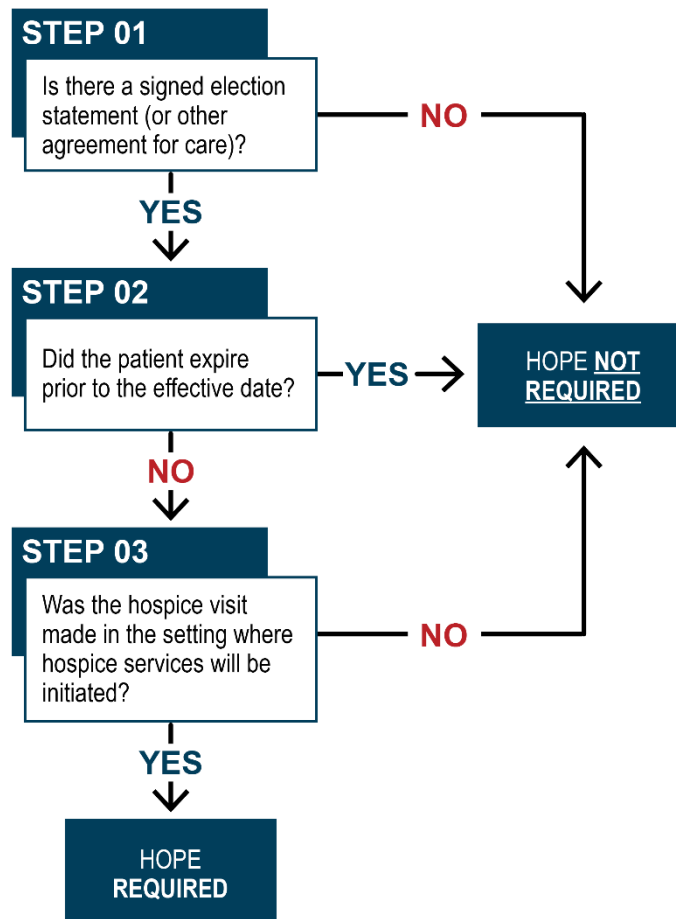 STEP 01
Is there a signed election
statement (or other
agreement for care)?
NO
YES
STEP 02
Did the patient expire
prior to the effective date?
YES
HOPE NOT
REQUIRED
NO
STEP 03
Was the hospice visit
made in the setting where
hospice services will be
initiated?
NO
YES
HOPE
REQUIRED